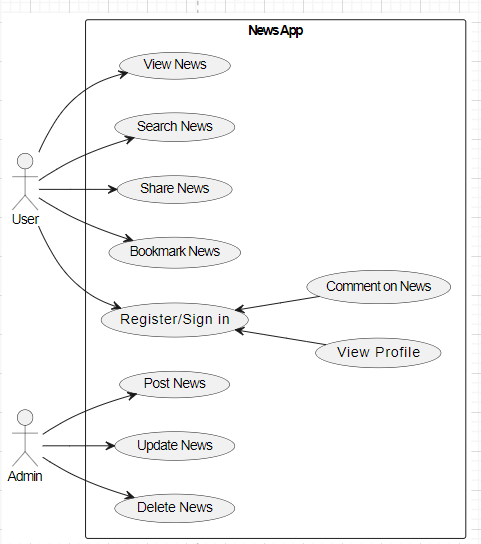 News App
View News
Search News
Share News
User
Bookmark News
Comment on News
Register/Sign in
View Profile
Post News
Update News
Admin
Delete News